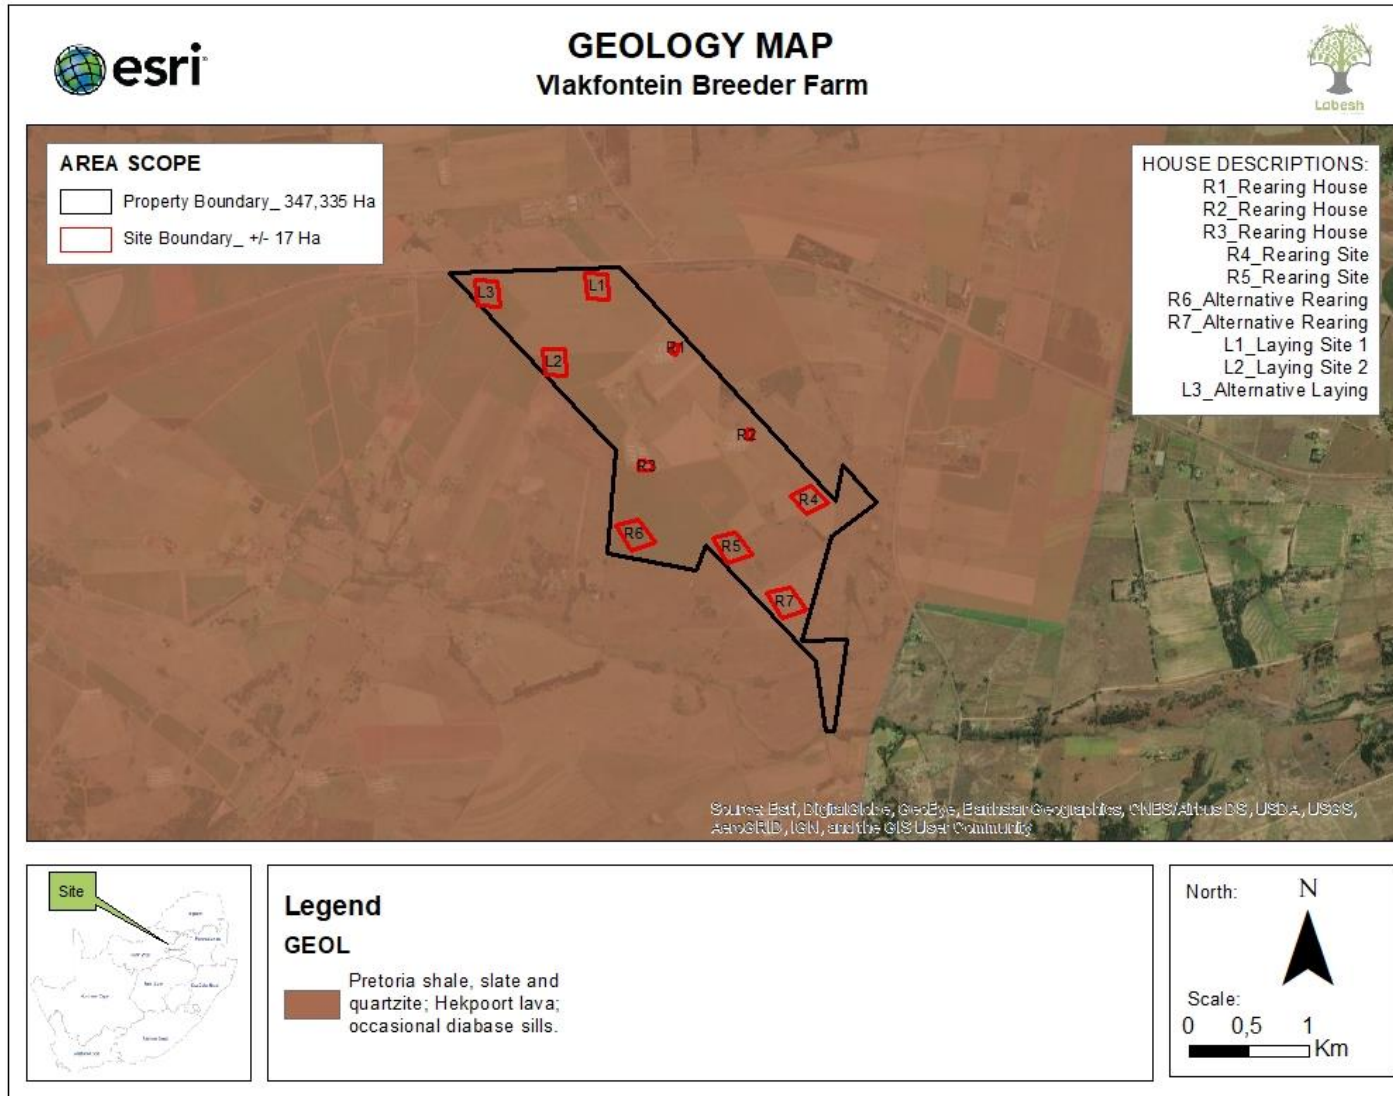 esri
GEOLOGY MAP
Vlakfontein Breeder Farm
Lobesh
AREA SCOPE
Property Boundary_ 347,335 Ha
Site Boundary_ +/- 17 Ha
HOUSE DESCRIPTIONS:
R1_Rearing House
R2_Rearing House
R3_Rearing House
R4_Rearing Site
R5_Rearing Site
R6_Alternative Rearing
R7_Alternative Rearing
L1_Laying Site 1
L2_Laying Site 2
L3_Alternative Laying
L3
L1
L2
R1
R2
R3
R4
R6
R5
R7
Source: Esri, DigitalGlobe, GeoEye, Earthstar Geographics, CNES/Airbus DS, USDA, USGS,
AeroGRID, IGN, and the GIS User Community
Site
Legend
GEOL
Pretoria shale, slate and
quartzite; Hekpoort lava;
occasional diabase sills.
North:
N
Scale:
0 0,5 1
Km